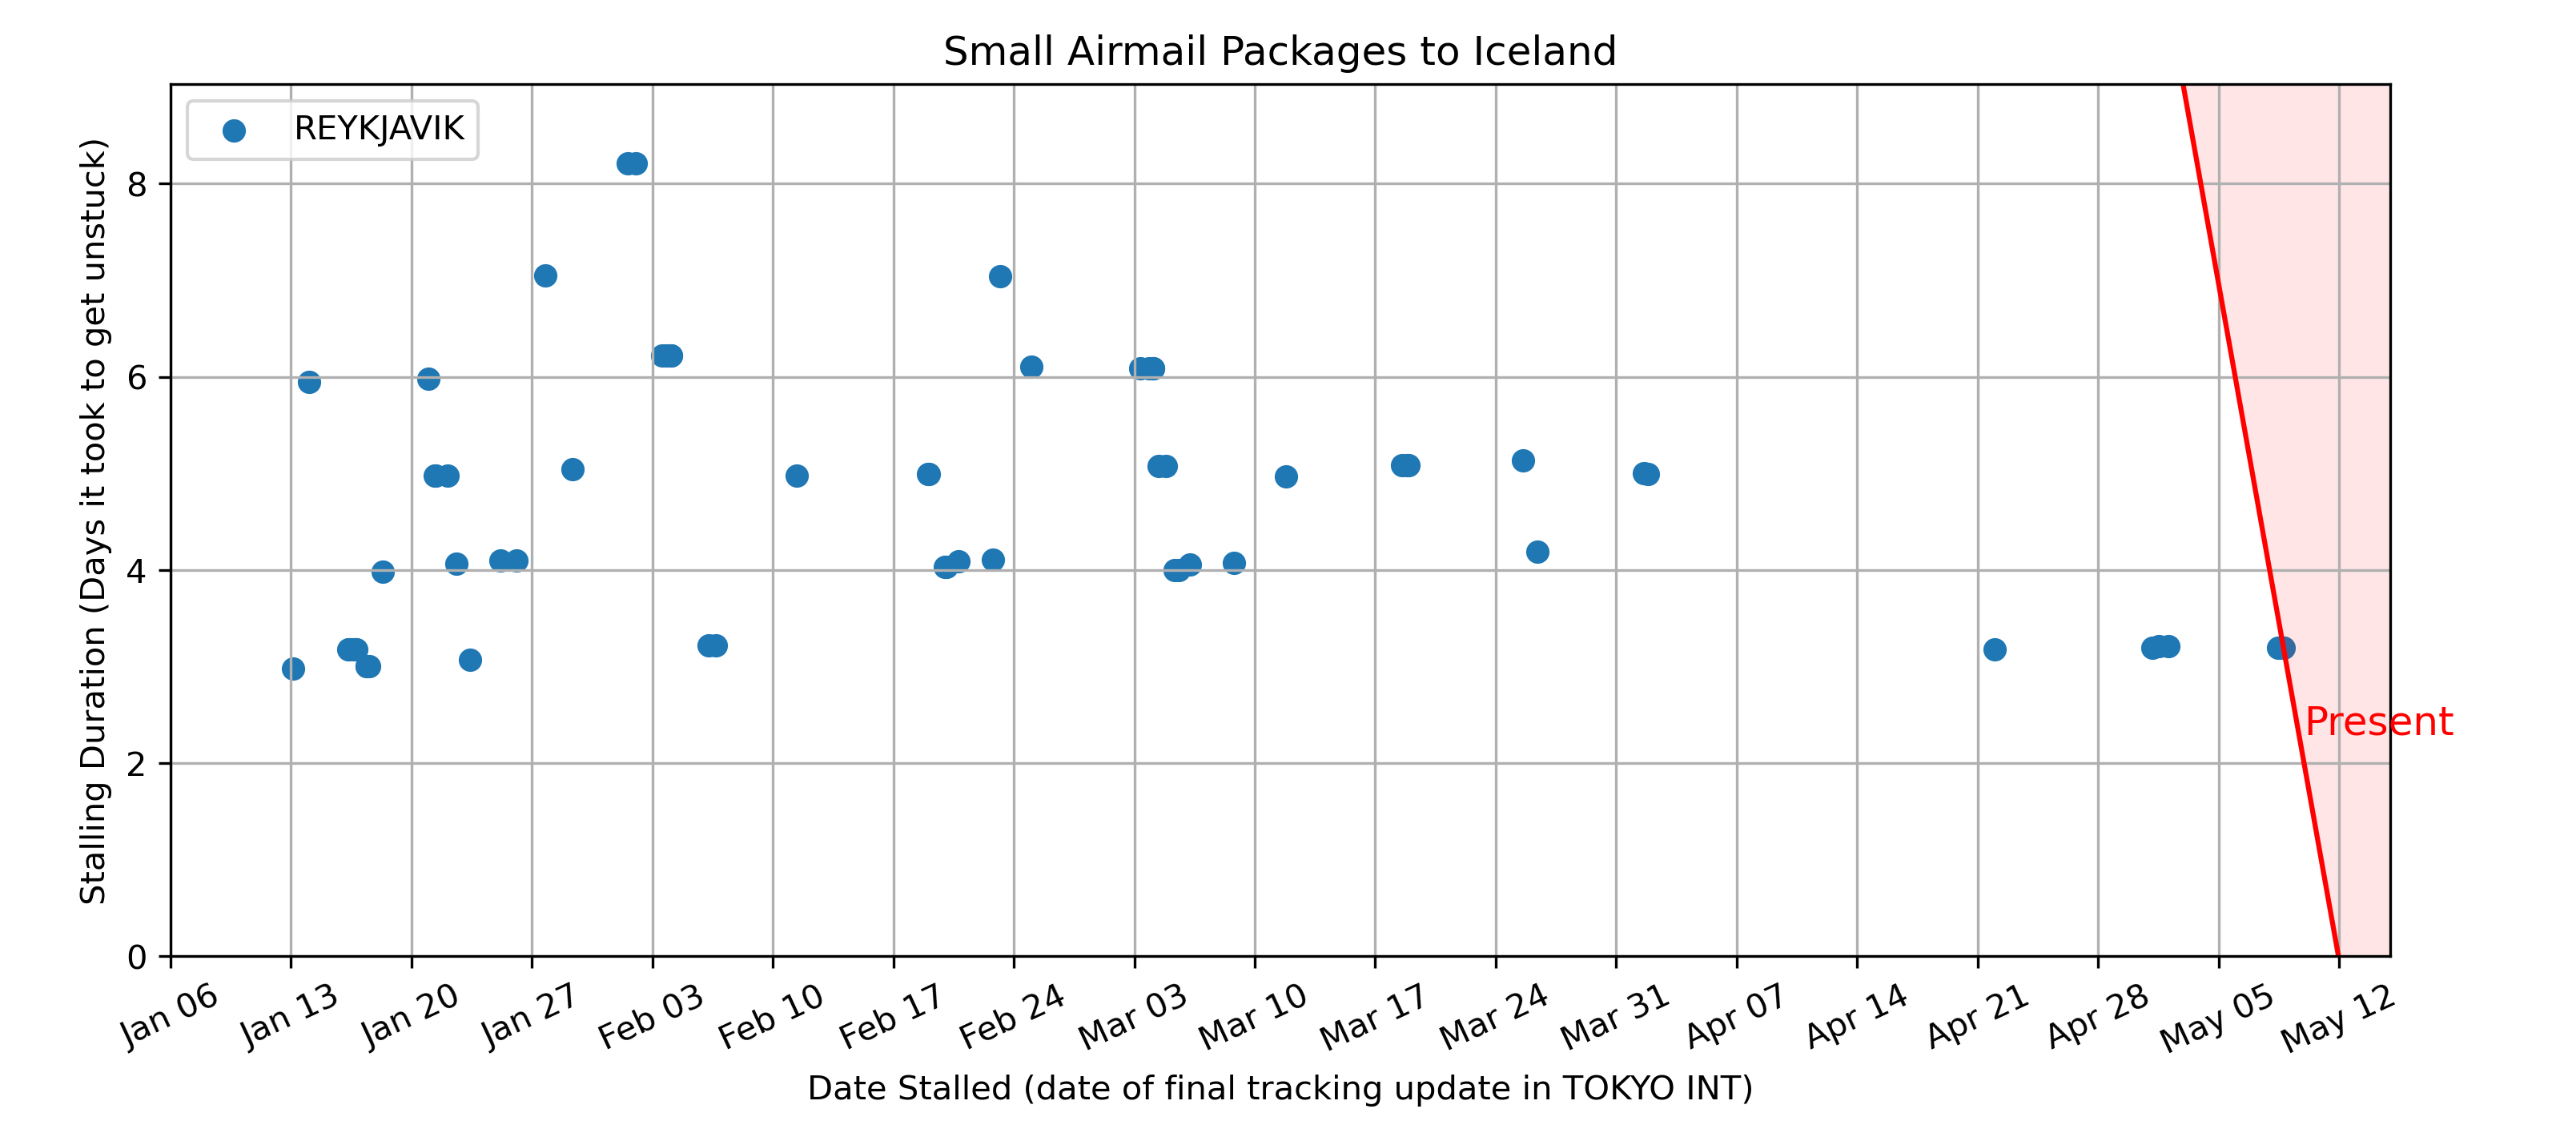 Small Airmail Packages to Iceland
REYKJAVIK
Stalling Duration (Days it took to get unstuck)
8
6
4
2
0
Present
Jan 06
Jan 13
Jan 20
Jan 27
Feb 03
Feb 10
Feb 17
Feb 24
Mar 03
Mar 10
Mar 17
Mar 24
Mar 31
Apr 07
Apr 14
Apr 21
Apr 28
May 05
May 12
Date Stalled (date of final tracking update in TOKYO INT)